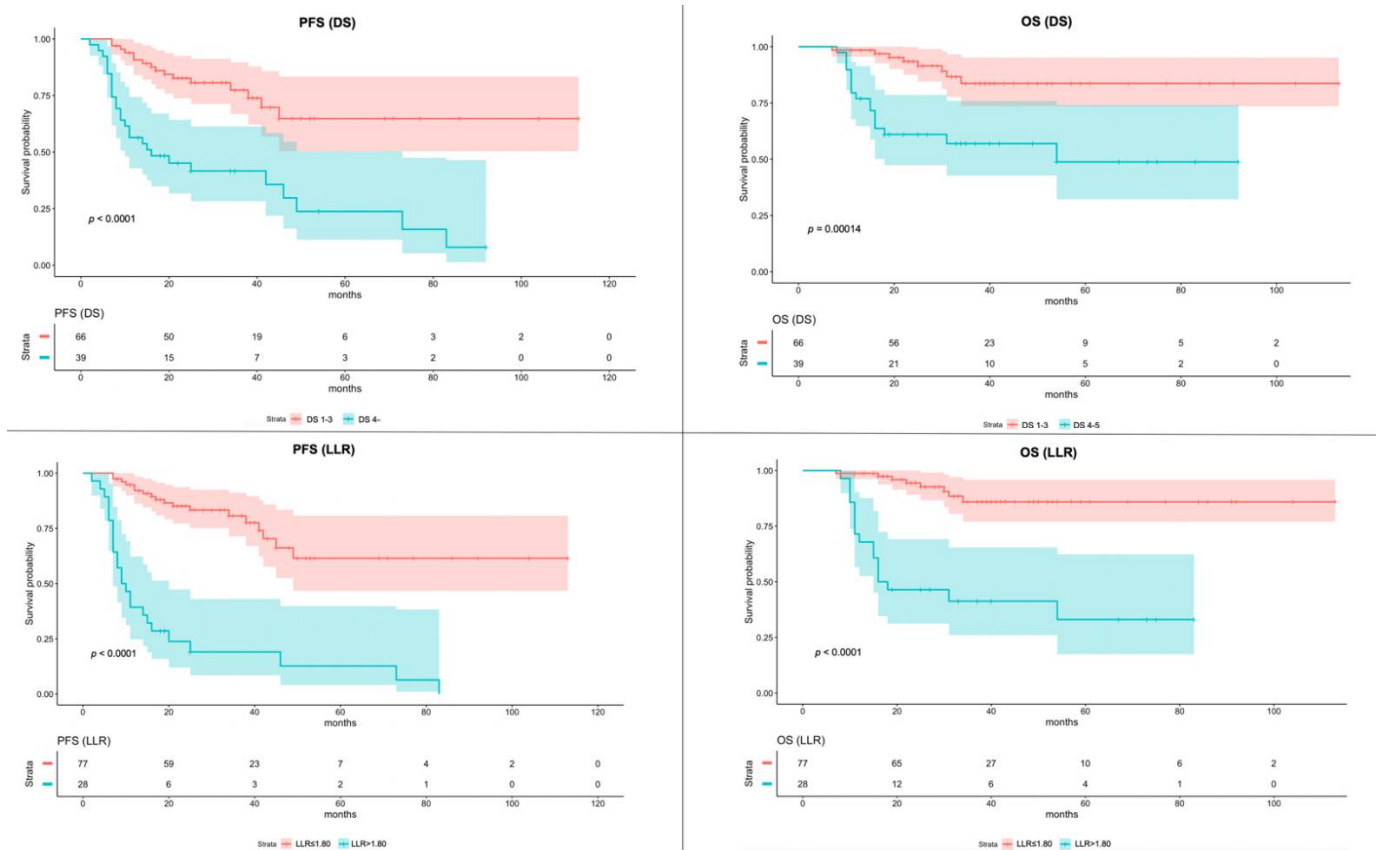 PFS (DS)
1.00
0.75
0.50
0.25
0.00
Survival probability
p < 0.0001
0 20 40 60 80 100 120
months
PFS (DS)
Strata
66 50 19 6 3 2 0
39 15 7 3 2 0 0
0 20 40 60 80 100 120
months
Strata DS 1-3 DS 4-
OS (DS)
1.00
0.75
0.50
0.25
0.00
Survival probability
p = 0.00014
0 20 40 60 80 100
months
OS (DS)
Strata
66 56 23 9 5 2
39 21 10 5 2 0
0 20 40 60 80 100
months
Strata DS 1-3 DS 4-5
PFS (LLR)
1.00
0.75
0.50
0.25
0.00
Survival probability
p < 0.0001
0 20 40 60 80 100 120
months
PFS (LLR)
Strata
77 59 23 7 4 2 0
28 6 3 2 1 0 0
0 20 40 60 80 100 120
months
Strata LLR≤1.80 LLR>1.80
OS (LLR)
1.00
0.75
0.50
0.25
0.00
Survival probability
p < 0.0001
0 20 40 60 80 100
months
OS (LLR)
Strata
77 65 27 10 6 2
28 12 6 4 1 0
0 20 40 60 80 100
months
Strata LLR≤1.80 LLR>1.80